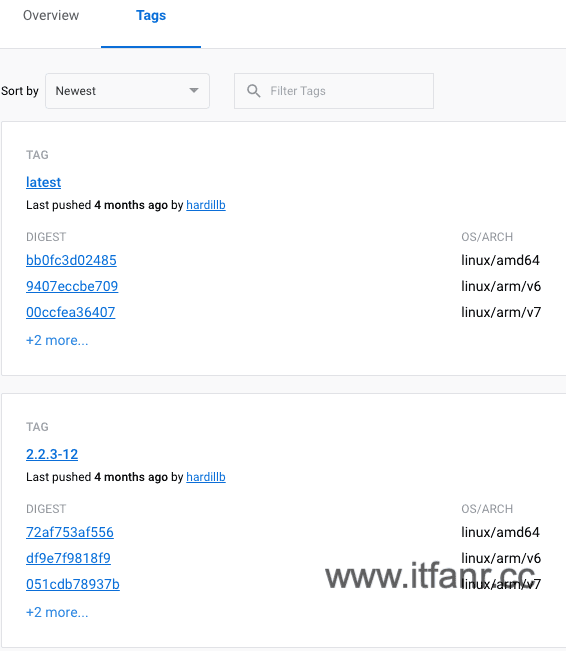 Overview Tags
Sort by Newest Filter Tags
TAG
latest
Last pushed 4 months ago by hardillb
DIGEST OS/ARCH
bb0fc3d02485 linux/amd64
9407eccbe709 linux/arm/v6
00ccfea36407 linux/arm/v7
+2 more...
TAG
2.2.3-12
Last pushed 4 months ago by hardillb
DIGEST OS/ARCH
72af753af556 linux/amd64
df9e7f9818f9 linux/arm/v6
www.itfanr.cc
051cdb78937b linux/arm/v7
+2 more...